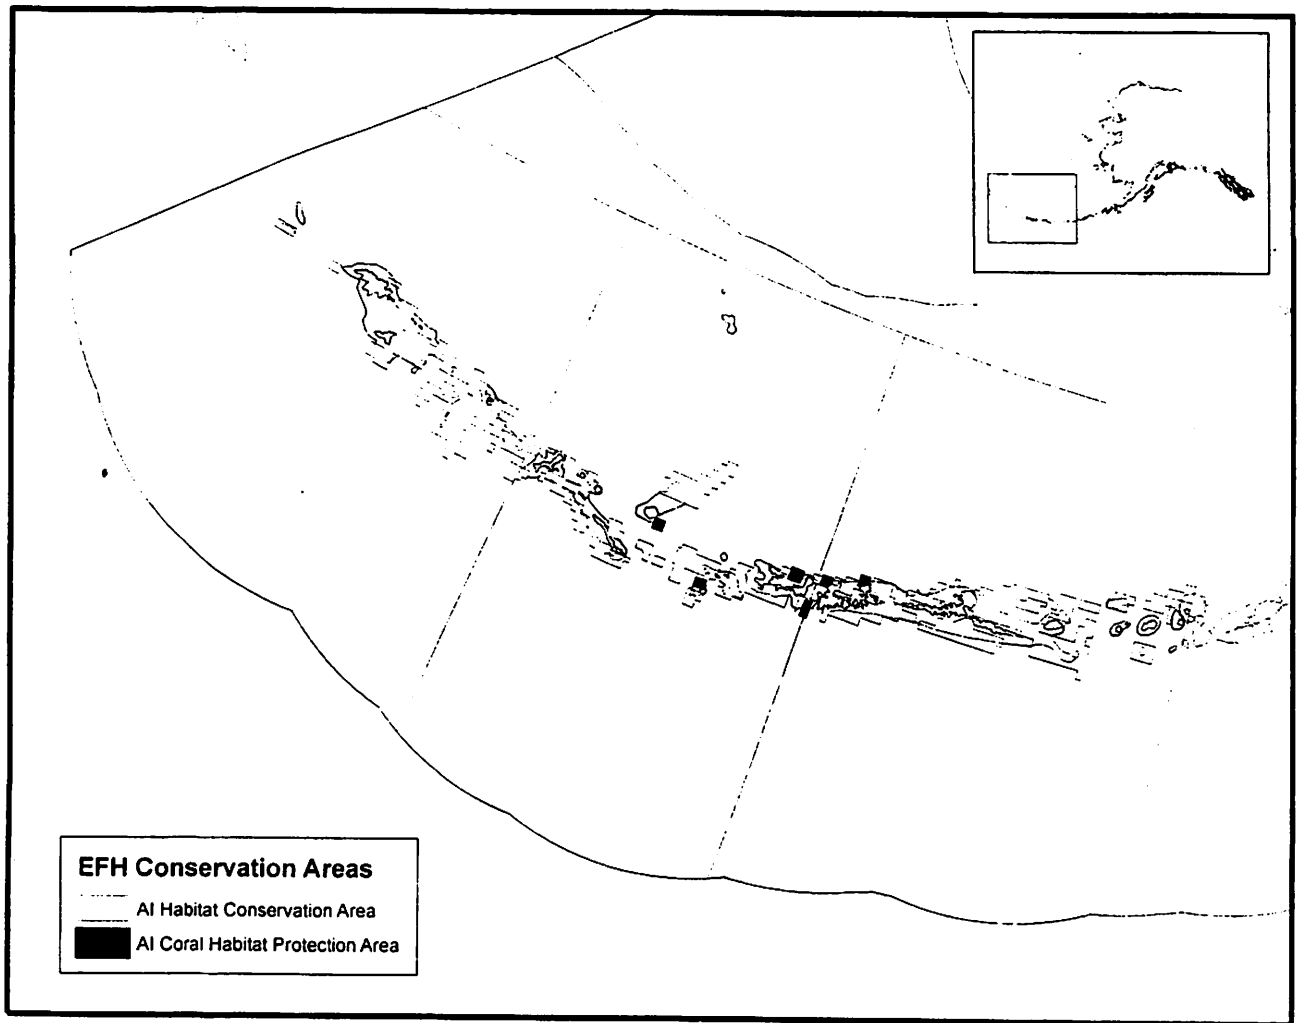 EFH Conservation Areas
AI Habitat Conservation Area
AI Coral Habitat Protection Area